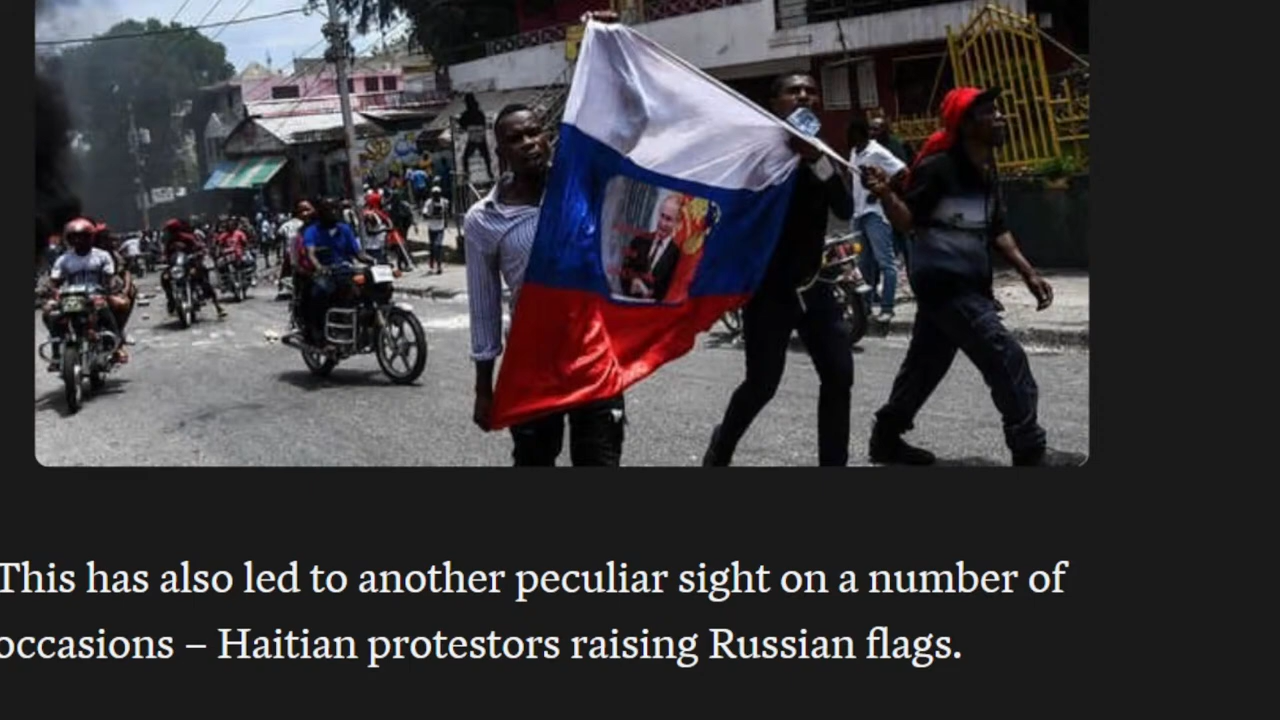 This has also led to another peculiar sight on a number of
occasions – Haitian protestors raising Russian flags.